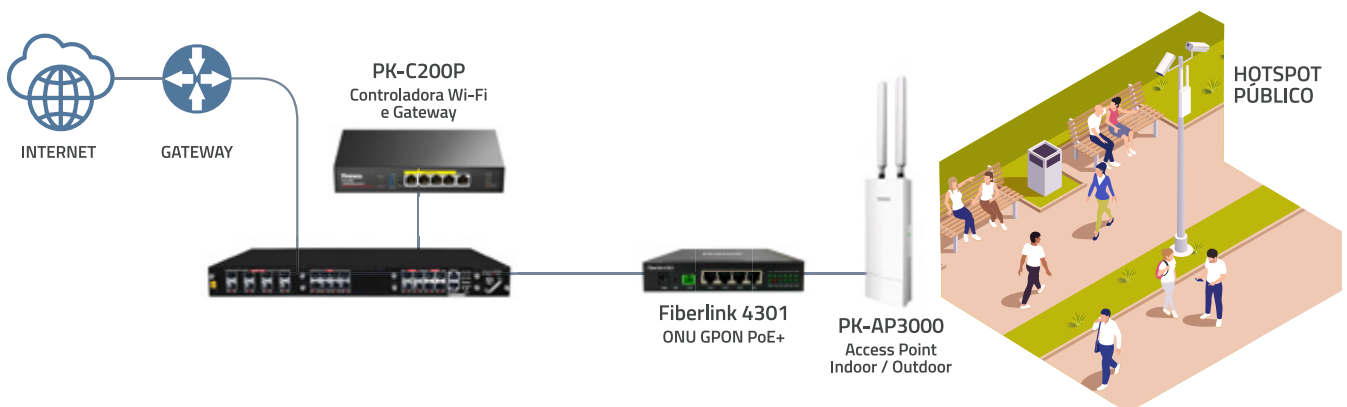 INTERNET
GATEWAY
PK-C200P
Controladora Wi-Fi
e Gateway
Fiberlink 4301
ONU GPON PoE+
PK-AP3000
Access Point
Indoor / Outdoor
HOTSPOT
PÚBLICO